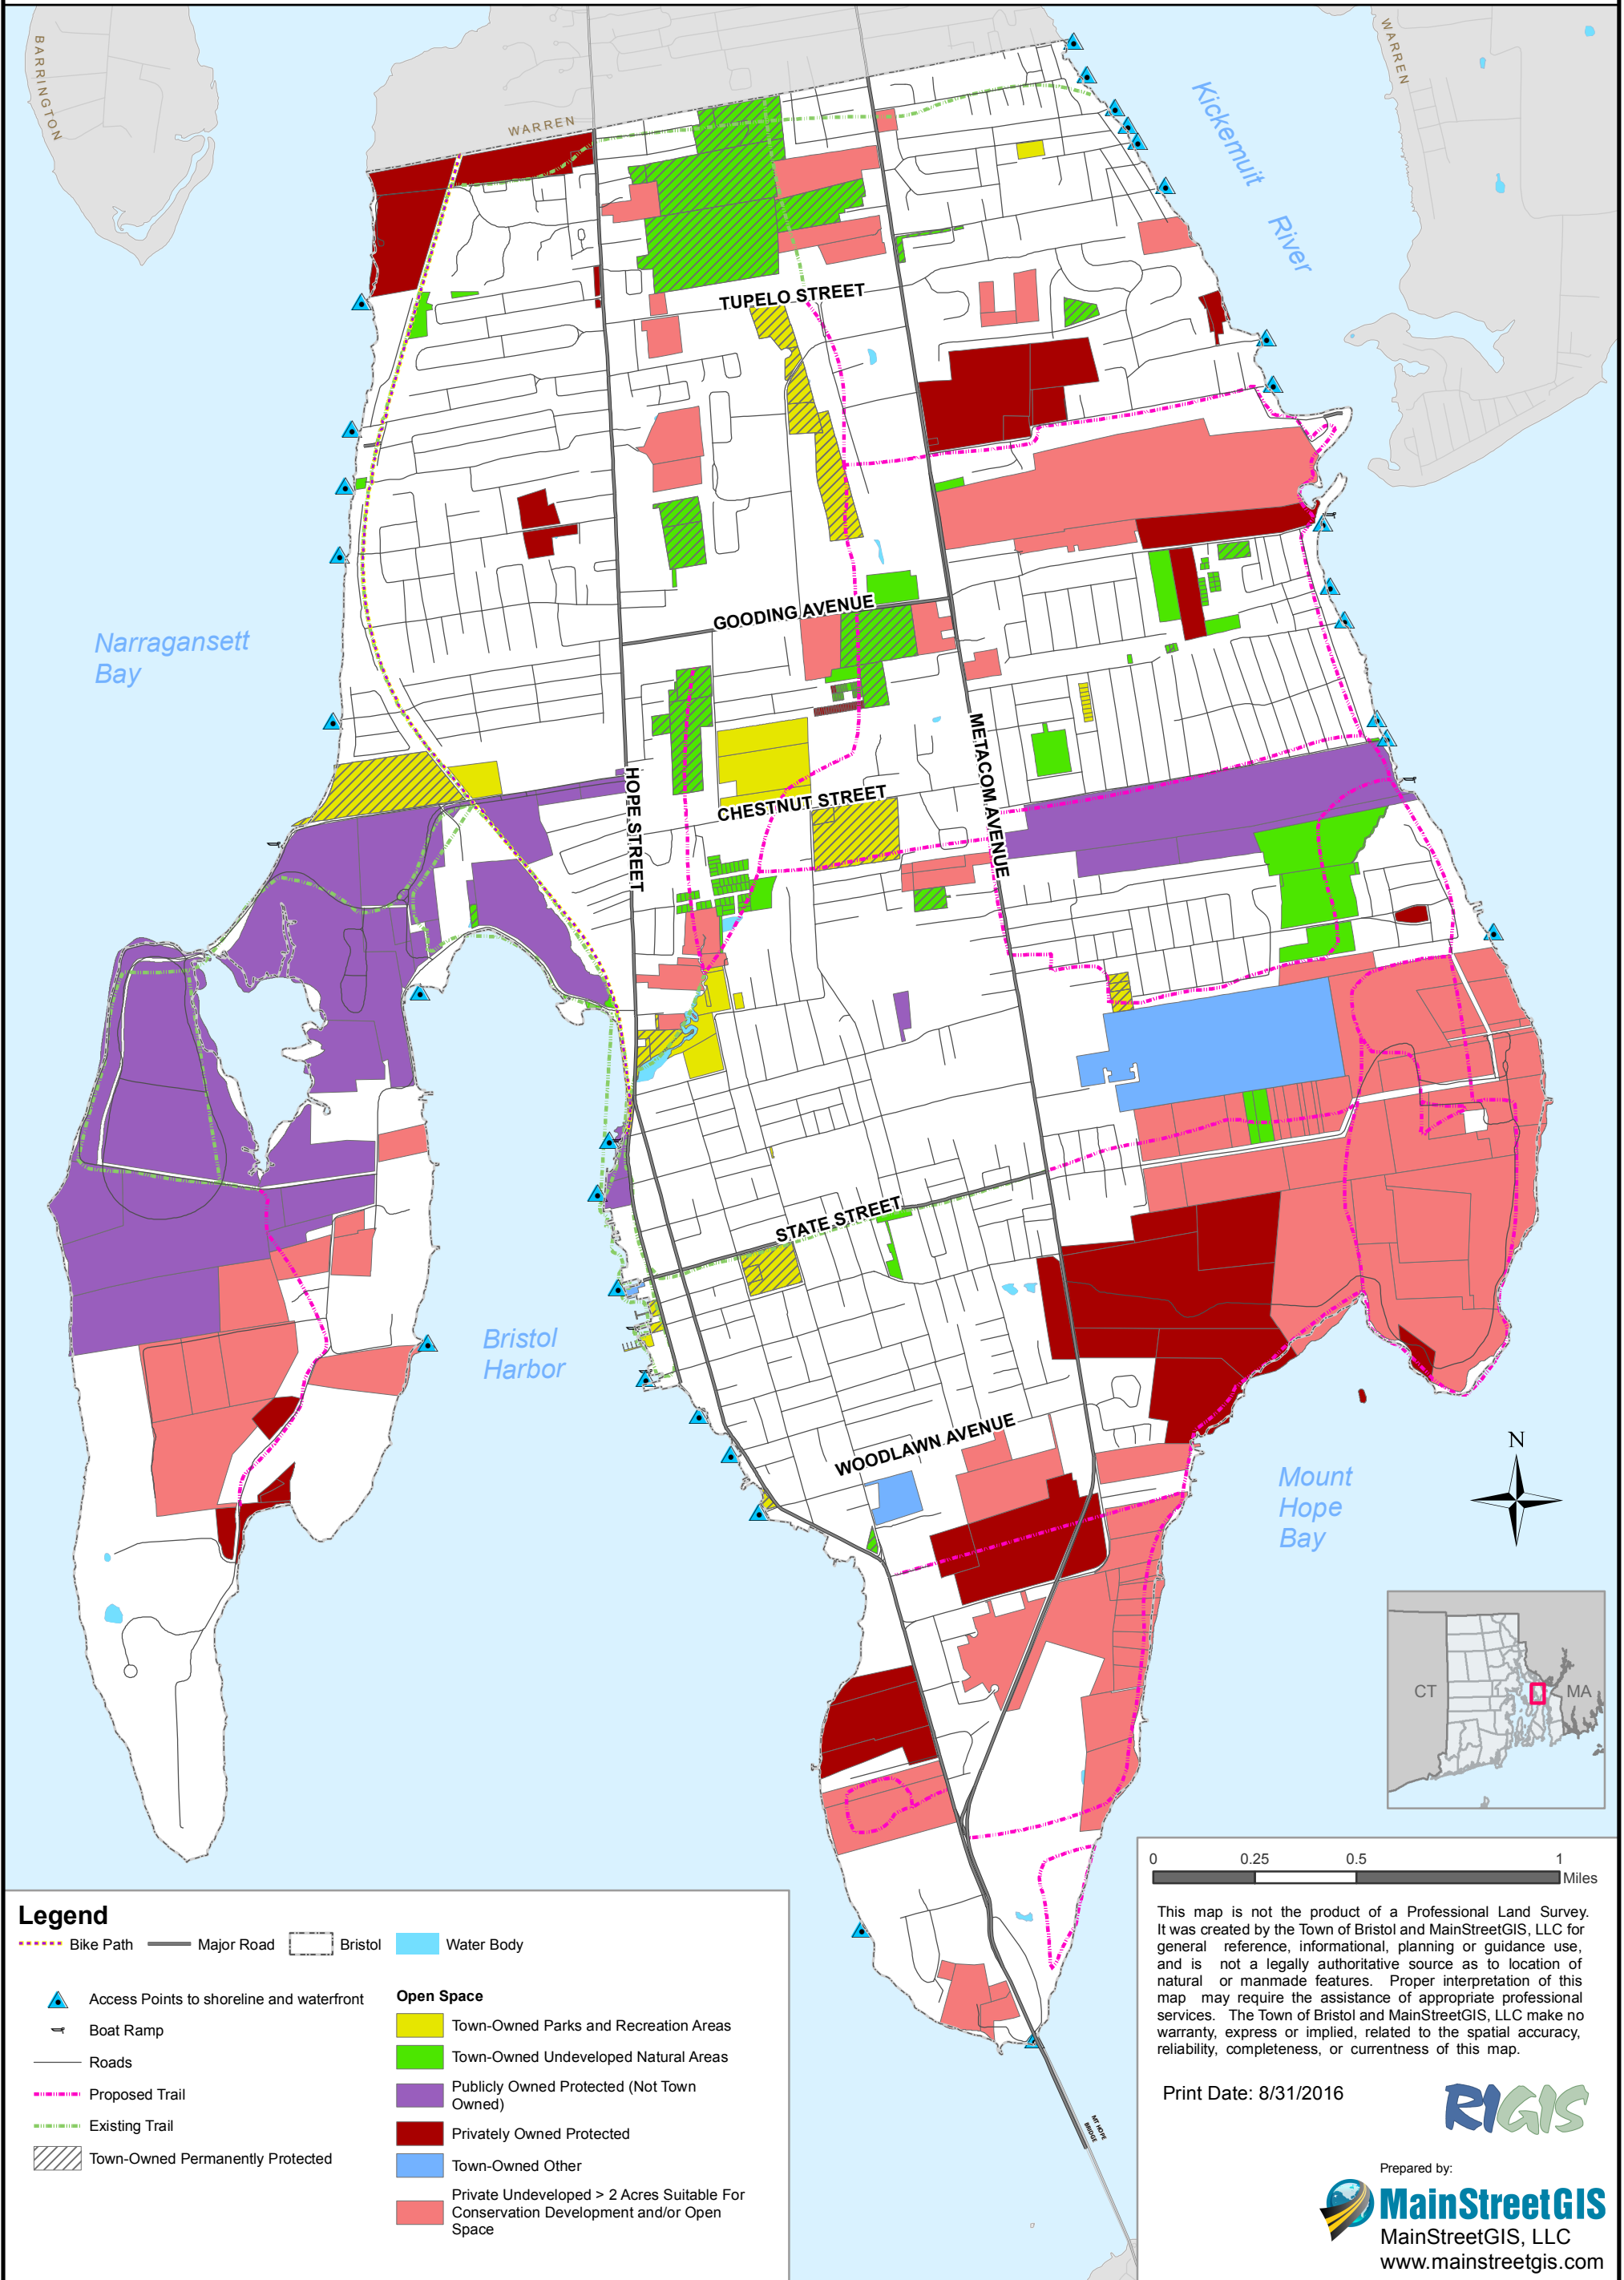 BARRINGTON
WARREN
WARREN
Kickemuit
River
TUPELO STREET
Narragansett
Bay
GOODING AVENUE
HOPE STREET
METACOM AVENUE
CHESTNUT STREET
STATE STREET
Bristol
Harbor
WOODLAWN AVENUE
Mount
Hope
Bay
N
CT
MA
MT HOPE
BRIDGE
0 0.25 0.5 1
Miles
This map is not the product of a Professional Land Survey.
It was created by the Town of Bristol and MainStreetGIS, LLC for
general reference, informational, planning or guidance use,
and is not a legally authoritative source as to location of
natural or manmade features. Proper interpretation of this
map may require the assistance of appropriate professional
services. The Town of Bristol and MainStreetGIS, LLC make no
warranty, express or implied, related to the spatial accuracy,
reliability, completeness, or currentness of this map.
Print Date: 8/31/2016
RIGIS
Prepared by:
MainStreetGIS
MainStreetGIS, LLC
www.mainstreetgis.com
Legend
Bike Path
Major Road
Bristol
Water Body
Access Points to shoreline and waterfront
Boat Ramp
Roads
Proposed Trail
Existing Trail
Town-Owned Permanently Protected
Open Space
Town-Owned Parks and Recreation Areas
Town-Owned Undeveloped Natural Areas
Publicly Owned Protected (Not Town
Owned)
Privately Owned Protected
Town-Owned Other
Private Undeveloped > 2 Acres Suitable For
Conservation Development and/or Open
Space